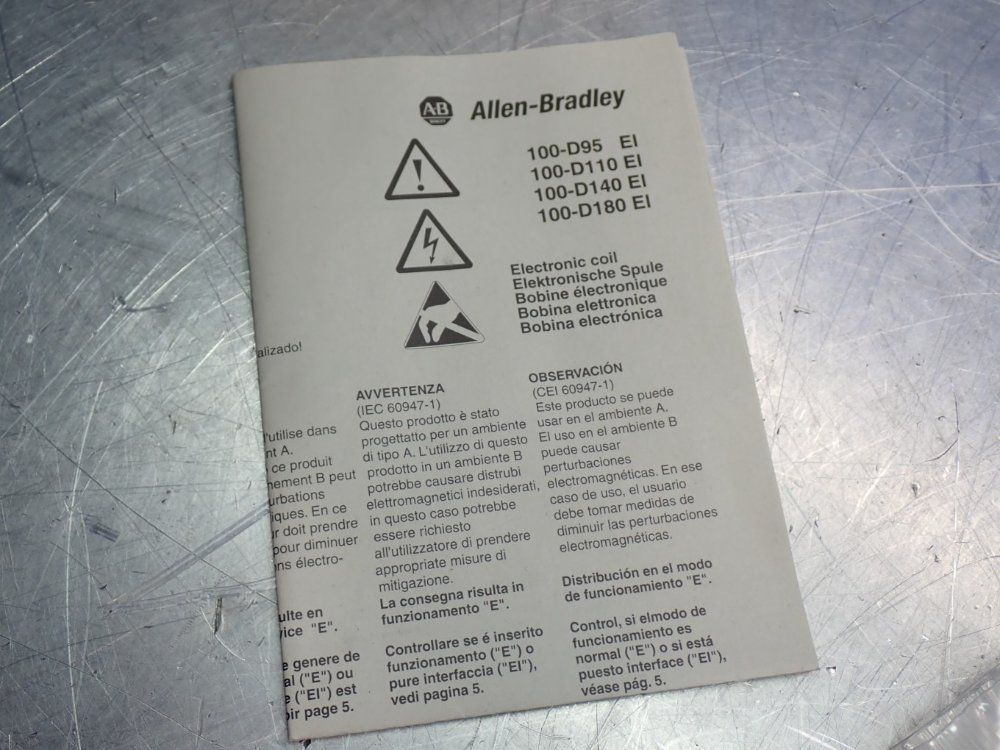 AB
Allen-Bradley
100-D95 EI
100-D110 EI
100-D140 EI
100-D180 EI
Electronic coil
Elektronische Spule
Bobine électronique
Bobina elettronica
Bobina electrónica
alizado!
l'utilise dans
nt A.
ce produit
nement B peut
urbations
iques. En ce
ur doit prendre
pour diminuer
ns électro-
ulte en
vice "E".
e genere de
al ("E") ou
e ("EI") est
oir page 5.
AVVERTENZA
(IEC 60947-1)
Questo prodotto è stato
progettatto per un ambiente
di tipo A. L'utilizzo di questo
prodotto in un ambiente B
potrebbe causare distrubi
elettromagnetici indesiderati,
in questo caso potrebbe
essere richiesto
all'utilizzatore di prendere
appropriate misure di
mitigazione.
La consegna risulta in
funzionamento "E".
Controllare se é inserito
funzionamento ("E") o
pure interfaccia ("EI"),
vedi pagina 5.
OBSERVACIÓN
(CEI 60947-1)
Este producto se puede
usar en el ambiente A.
El uso en el ambiente B
puede causar
perturbaciones
electromagnéticas. En ese
caso de uso, el usuario
debe tomar medidas de
diminuir las perturbaciones
electromagnéticas.
Distribución en el modo
de funcionamiento "E".
Control, si elmodo de
funcionamiento es
normal ("E") o si está
puesto interface ("EI"),
véase pág. 5.